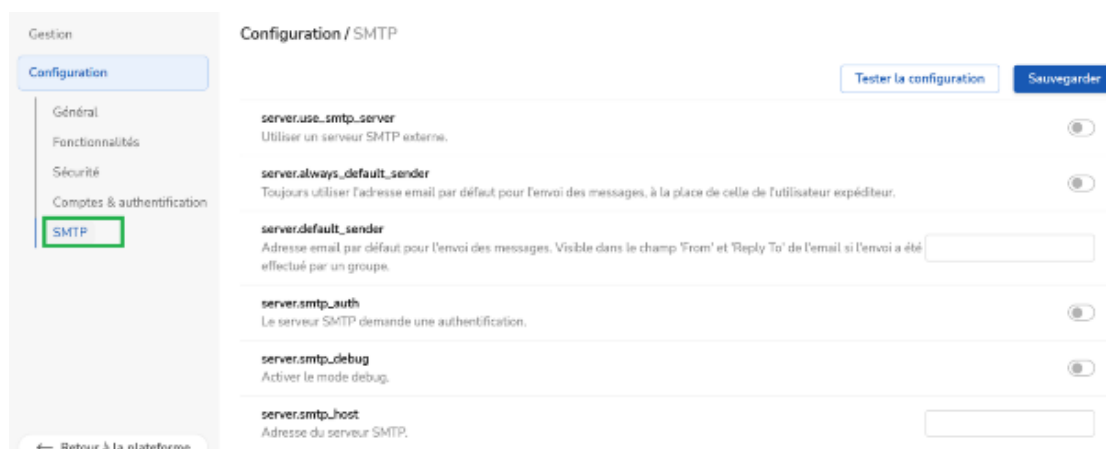 Gestion
Configuration
Général
Fonctionnalités
Sécurité
Comptes & authentification
SMTP
← Retour à la plateforme
Configuration / SMTP
Tester la configuration
Sauvegarder
server.use_smtp_server
Utiliser un serveur SMTP externe.
server.always_default_sender
Toujours utiliser l'adresse email par défaut pour l'envoi des messages, à la place de celle de l'utilisateur expéditeur.
server.default_sender
Adresse email par défaut pour l'envoi des messages. Visible dans le champ 'From' et 'Reply To' de l'email si l'envoi a été
effectué par un groupe.
server.smtp_auth
Le serveur SMTP demande une authentification.
server.smtp_debug
Activer le mode debug.
server.smtp_host
Adresse du serveur SMTP.